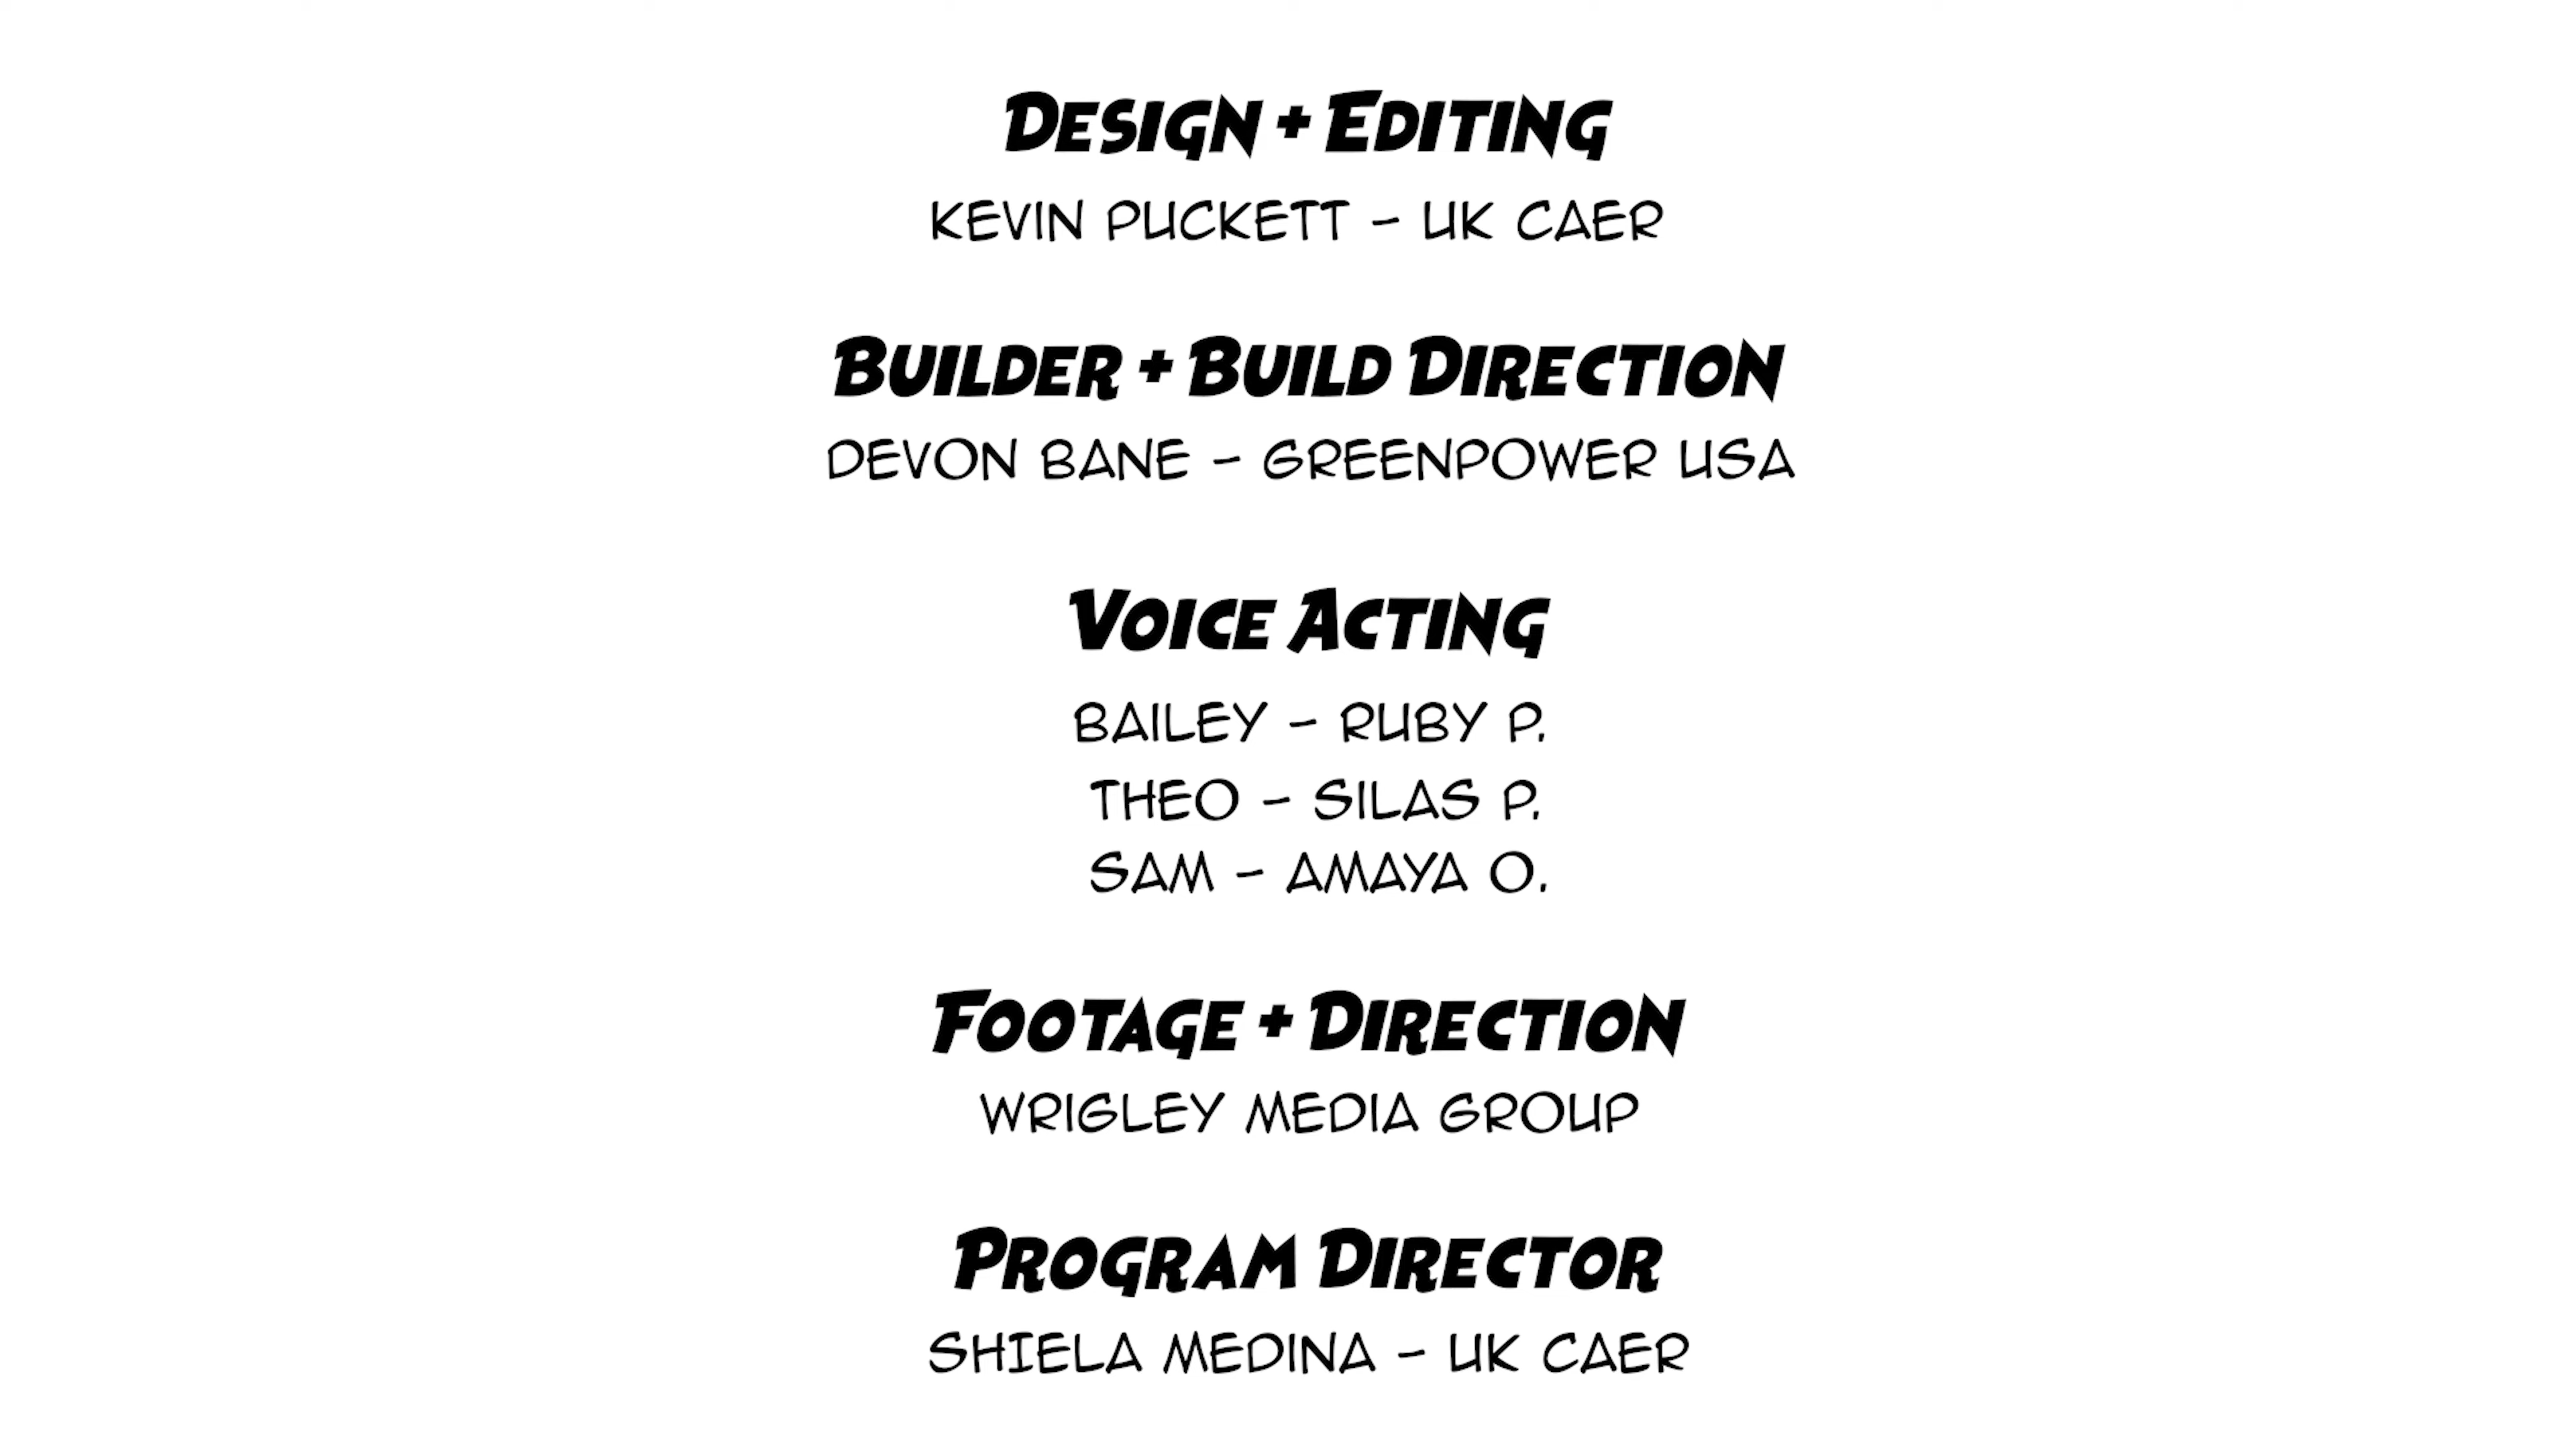 Design + Editing
KEVIN PUCKETT - UK CAER
Builder + Build Direction
DEVON BANE - GREENPOWER USA
Voice Acting
BAILEY - RUBY P.
THEO - SILAS P.
SAM - AMAYA O.
Footage + Direction
WRIGLEY MEDIA GROUP
Program Director
SHIELA MEDINA - UK CAER